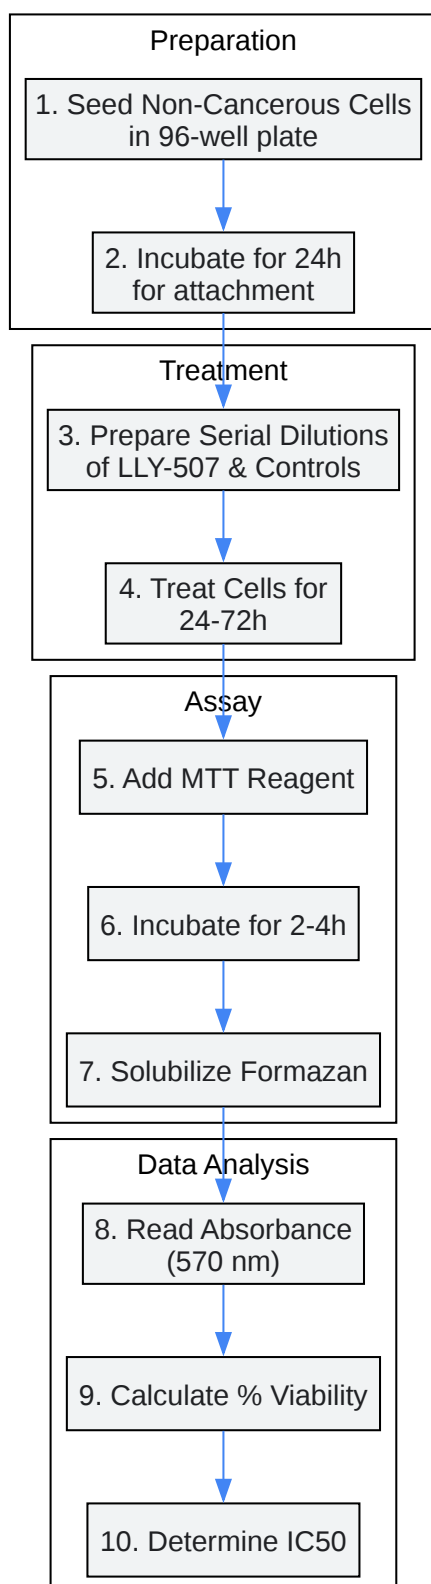 Preparation
1. Seed Non-Cancerous Cells
in 96-well plate
2. Incubate for 24h
for attachment
Treatment
3. Prepare Serial Dilutions
of LLY-507 & Controls
4. Treat Cells for
24-72h
Assay
5. Add MTT Reagent
6. Incubate for 2-4h
7. Solubilize Formazan
Data Analysis
8. Read Absorbance
(570 nm)
9. Calculate % Viability
10. Determine IC50